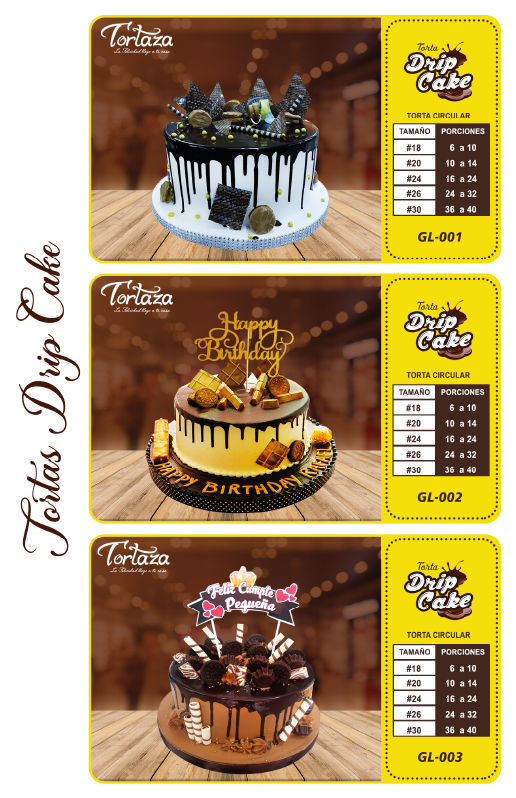 Tortas Drip Cake
Tortaza
La Felicidad llega a tu casa
Torta
Drip
Cake
TORTA CIRCULAR
TAMAÑO PORCIONES
#18 6 a 10
#20 10 a 14
#24 16 a 24
#26 24 a 32
#30 36 a 40
GL-001
Tortaza
La Felicidad llega a tu casa
Happy
Birthday
HAPPY BIRTHDAY
Torta
Drip
Cake
TORTA CIRCULAR
TAMAÑO PORCIONES
#18 6 a 10
#20 10 a 14
#24 16 a 24
#26 24 a 32
#30 36 a 40
GL-002
Tortaza
La Felicidad llega a tu casa
Feliz Cumple
Pequeña
Torta
Drip
Cake
TORTA CIRCULAR
TAMAÑO PORCIONES
#18 6 a 10
#20 10 a 14
#24 16 a 24
#26 24 a 32
#30 36 a 40
GL-003